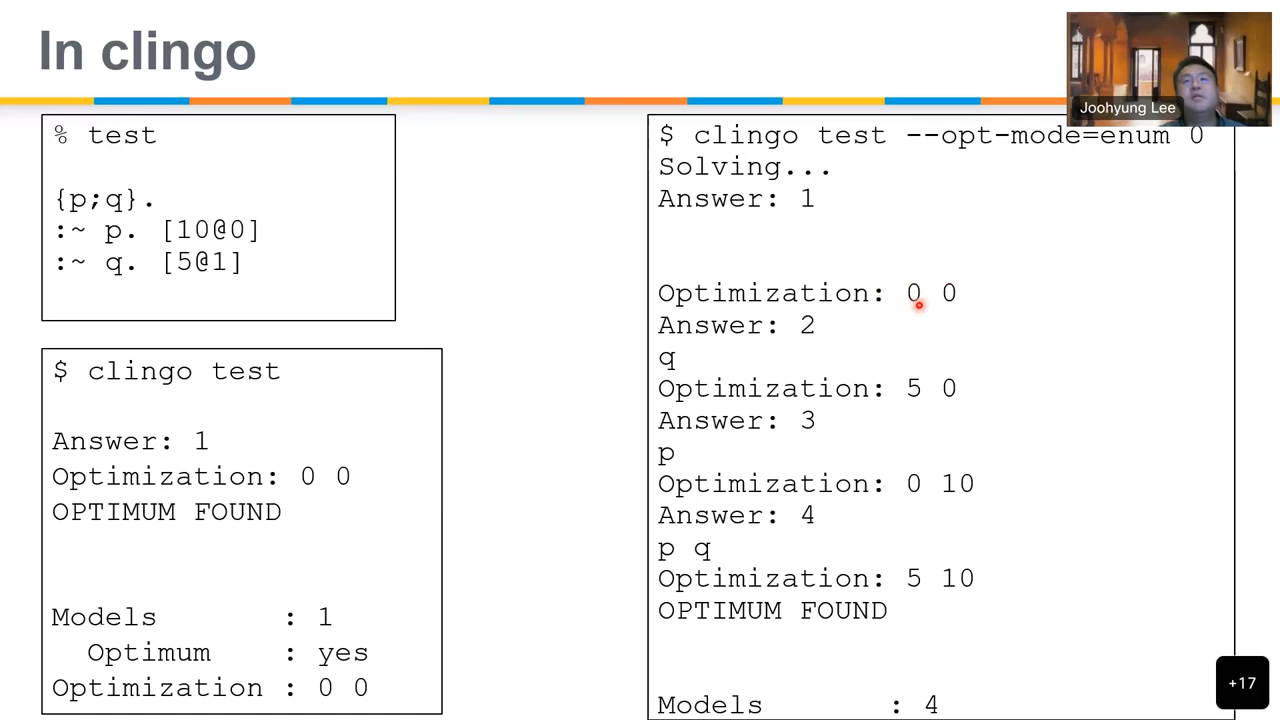 In clingo
Joohyung Lee
% test
{p;q}.
:~ p. [10@0]
:~ q. [5@1]
$ clingo test
Answer: 1
Optimization: 0 0
OPTIMUM FOUND
Models : 1
Optimum : yes
Optimization : 0 0
$ clingo test --opt-mode=enum 0
Solving...
Answer: 1
Optimization: 0 0
Answer: 2
q
Optimization: 5 0
Answer: 3
p
Optimization: 0 10
Answer: 4
p q
Optimization: 5 10
OPTIMUM FOUND
Models : 4
+17